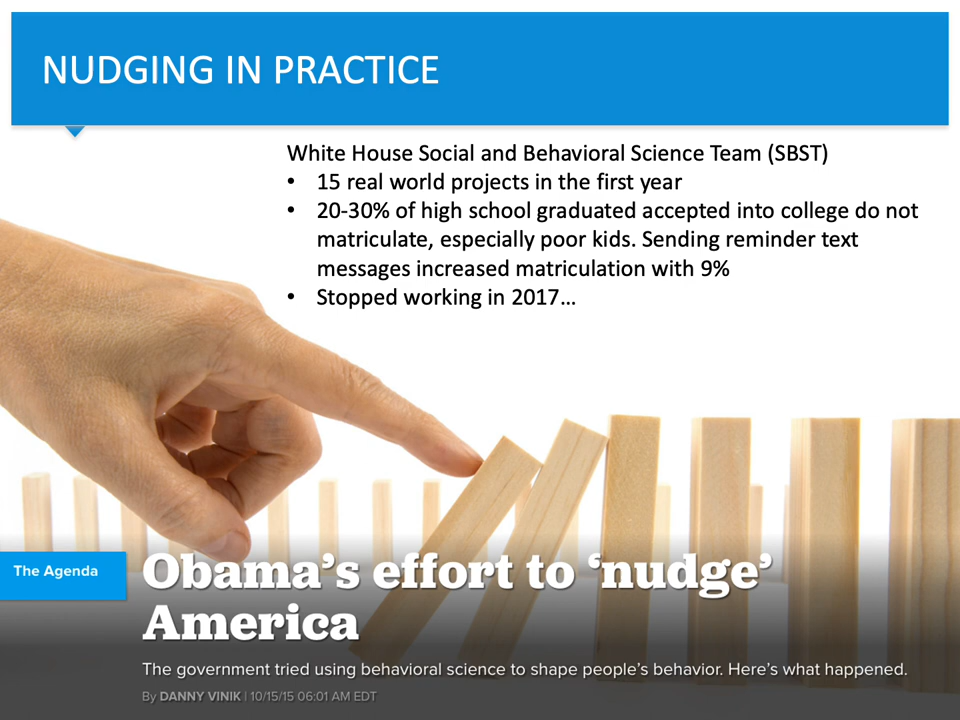 NUDGING IN PRACTICE
White House Social and Behavioral Science Team (SBST)
• 15 real world projects in the first year
• 20-30% of high school graduated accepted into college do not
matriculate, especially poor kids. Sending reminder text
messages increased matriculation with 9%
• Stopped working in 2017…
The Agenda
Obama’s effort to ‘nudge’
America
The government tried using behavioral science to shape people’s behavior. Here’s what happened.
By DANNY VINIK | 10/15/15 06:01 AM EDT